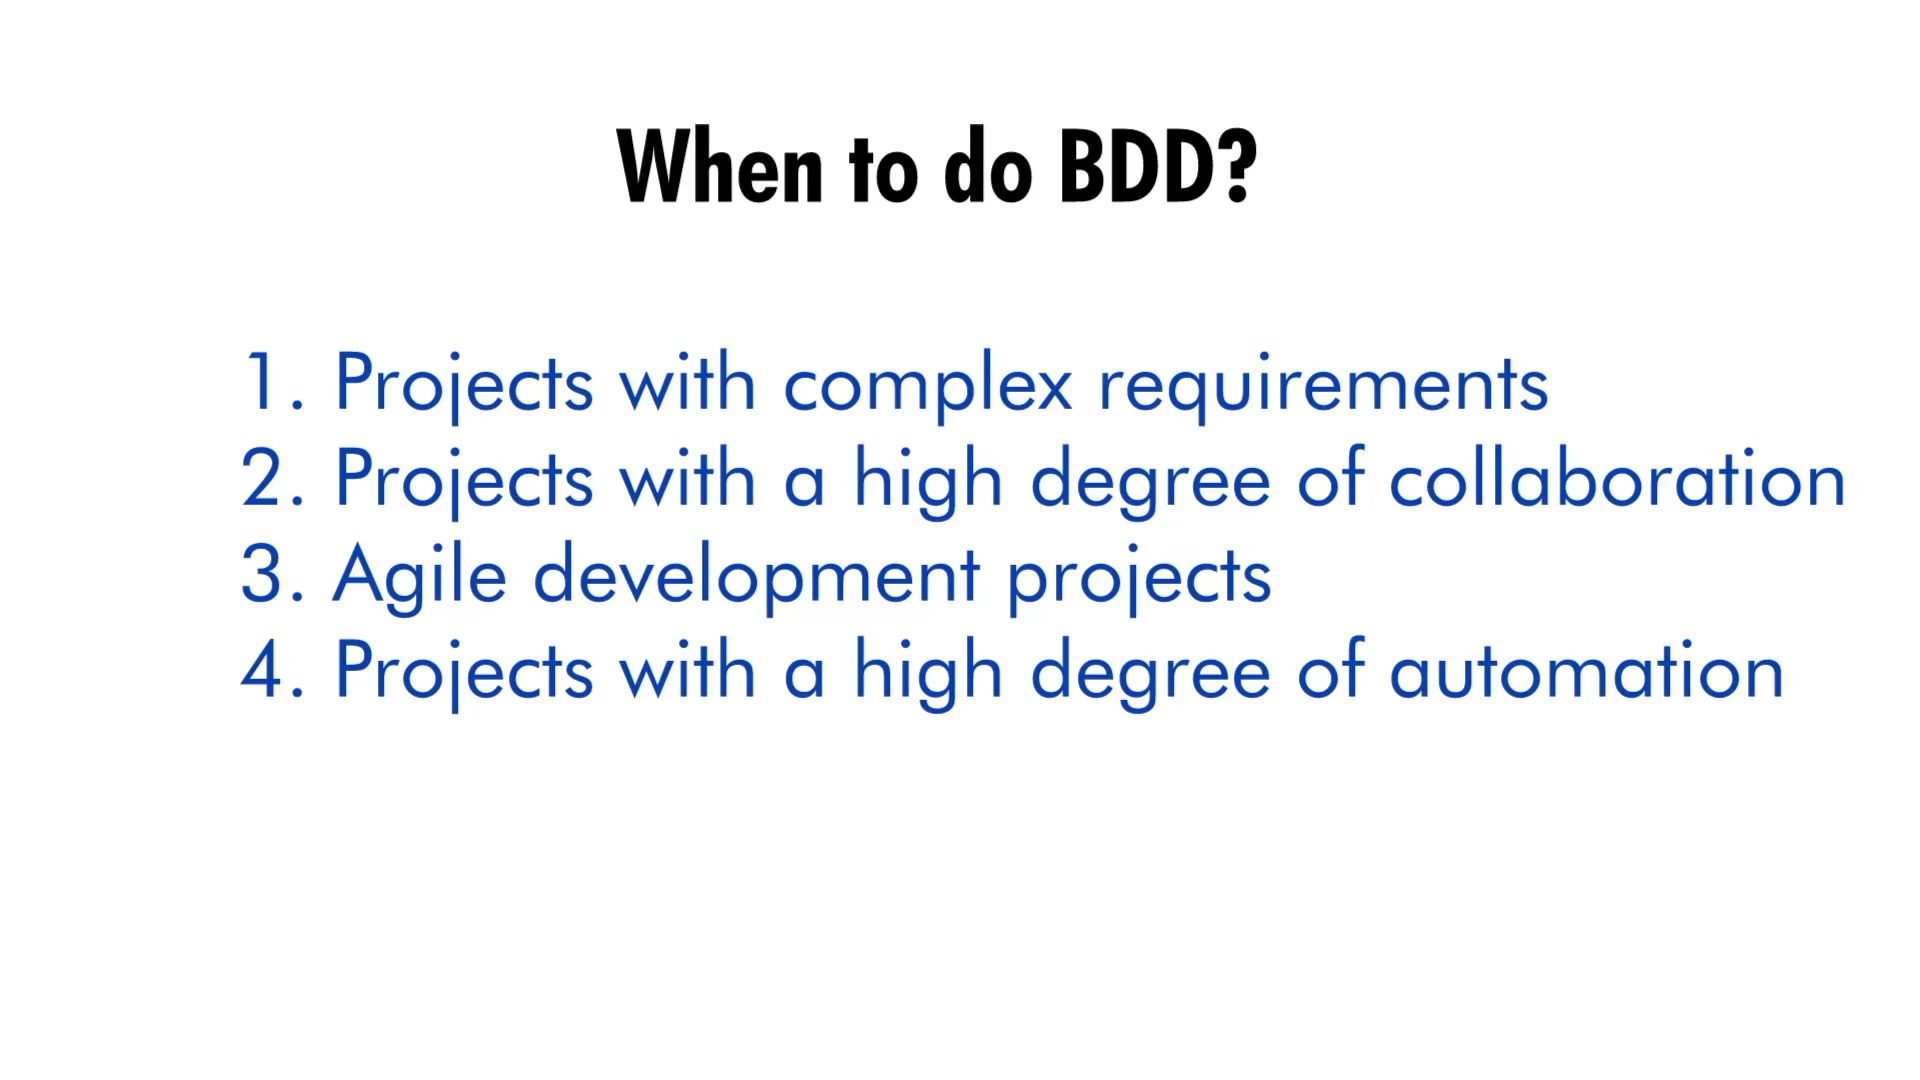 When to do BDD?
1. Projects with complex requirements
2. Projects with a high degree of collaboration
3. Agile development projects
4. Projects with a high degree of automation